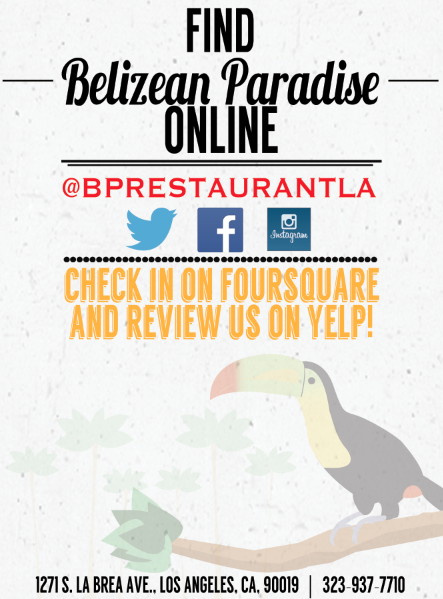 FIND
Belizean Paradise
ONLINE
@BPRESTAURANTLA
Instagram
CHECK IN ON FOURSQUARE
AND REVIEW US ON YELP!
1271 S. LA BREA AVE., LOS ANGELES, CA, 90019 | 323-937-7710